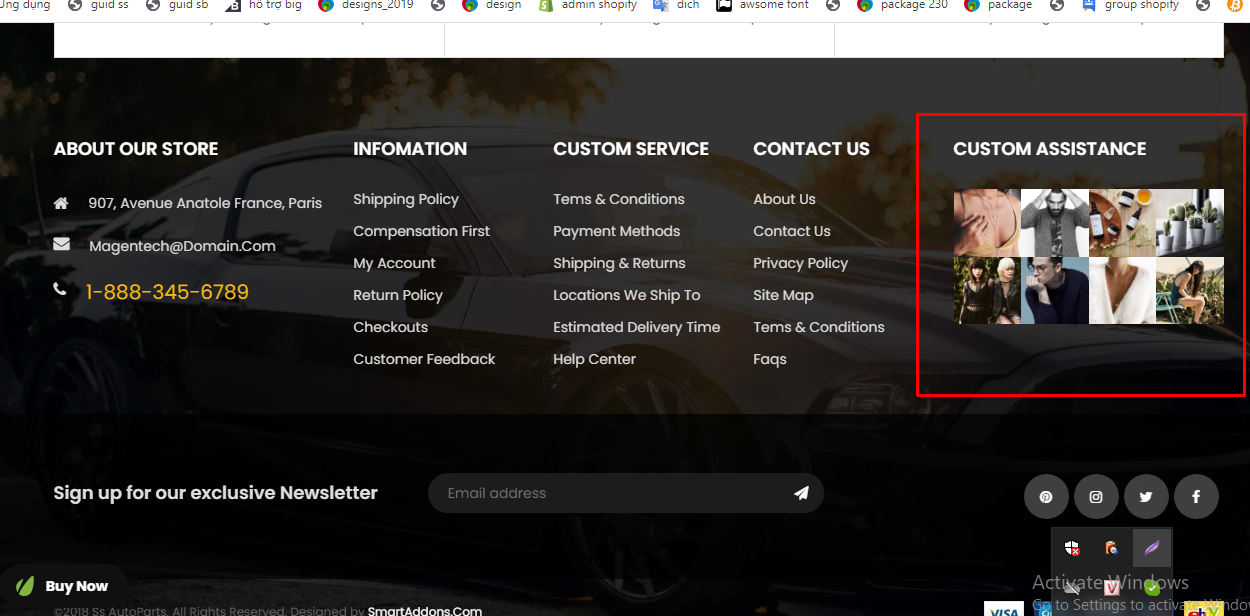 Ứng dụng guid ss guid sb hỗ trợ big designs_2019 design admin shopify dich awsome font package 230 package group shopify
ABOUT OUR STORE
907, Avenue Anatole France, Paris
Magentech@Domain.Com
1-888-345-6789
INFOMATION
Shipping Policy
Compensation First
My Account
Return Policy
Checkouts
Customer Feedback
CUSTOM SERVICE
Tems & Conditions
Payment Methods
Shipping & Returns
Locations We Ship To
Estimated Delivery Time
Help Center
CONTACT US
About Us
Contact Us
Privacy Policy
Site Map
Tems & Conditions
Faqs
CUSTOM ASSISTANCE
Sign up for our exclusive Newsletter
Email address
Buy Now
©2018 Ss AutoParts. All Rights Reserved. Designed by SmartAddons.Com
Activate Windows
Go to Settings to activate Windo
VISA